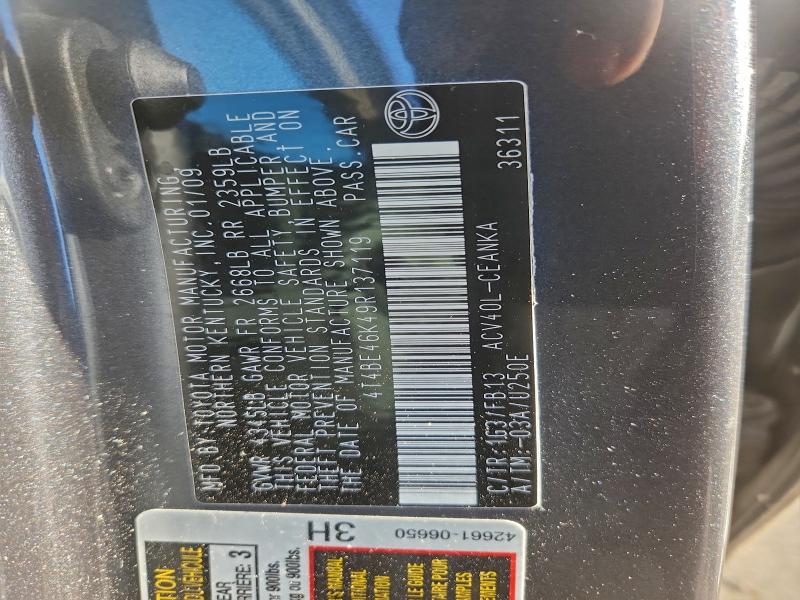 MFD BY TOYOTA MOTOR MANUFACTURING,
NORTHERN KENTUCKY, INC. 01/09
GVWR 4345LB GAWR FR 2668LB RR 2359LB
THIS VEHICLE CONFORMS TO ALL APPLICABLE
FEDERAL MOTOR VEHICLE SAFETY BUMPER AND
THEFT PREVENTION STANDARDS IN EFFECT ON
THE DATE OF MANUFACTURE SHOWN ABOVE.
4T4BE46K49R137119 PASS.CAR
C/TR: 1G3/FB13 ACV40L-CEANKA 36311
A/TM: -03A/U250E
3H
42661-06650